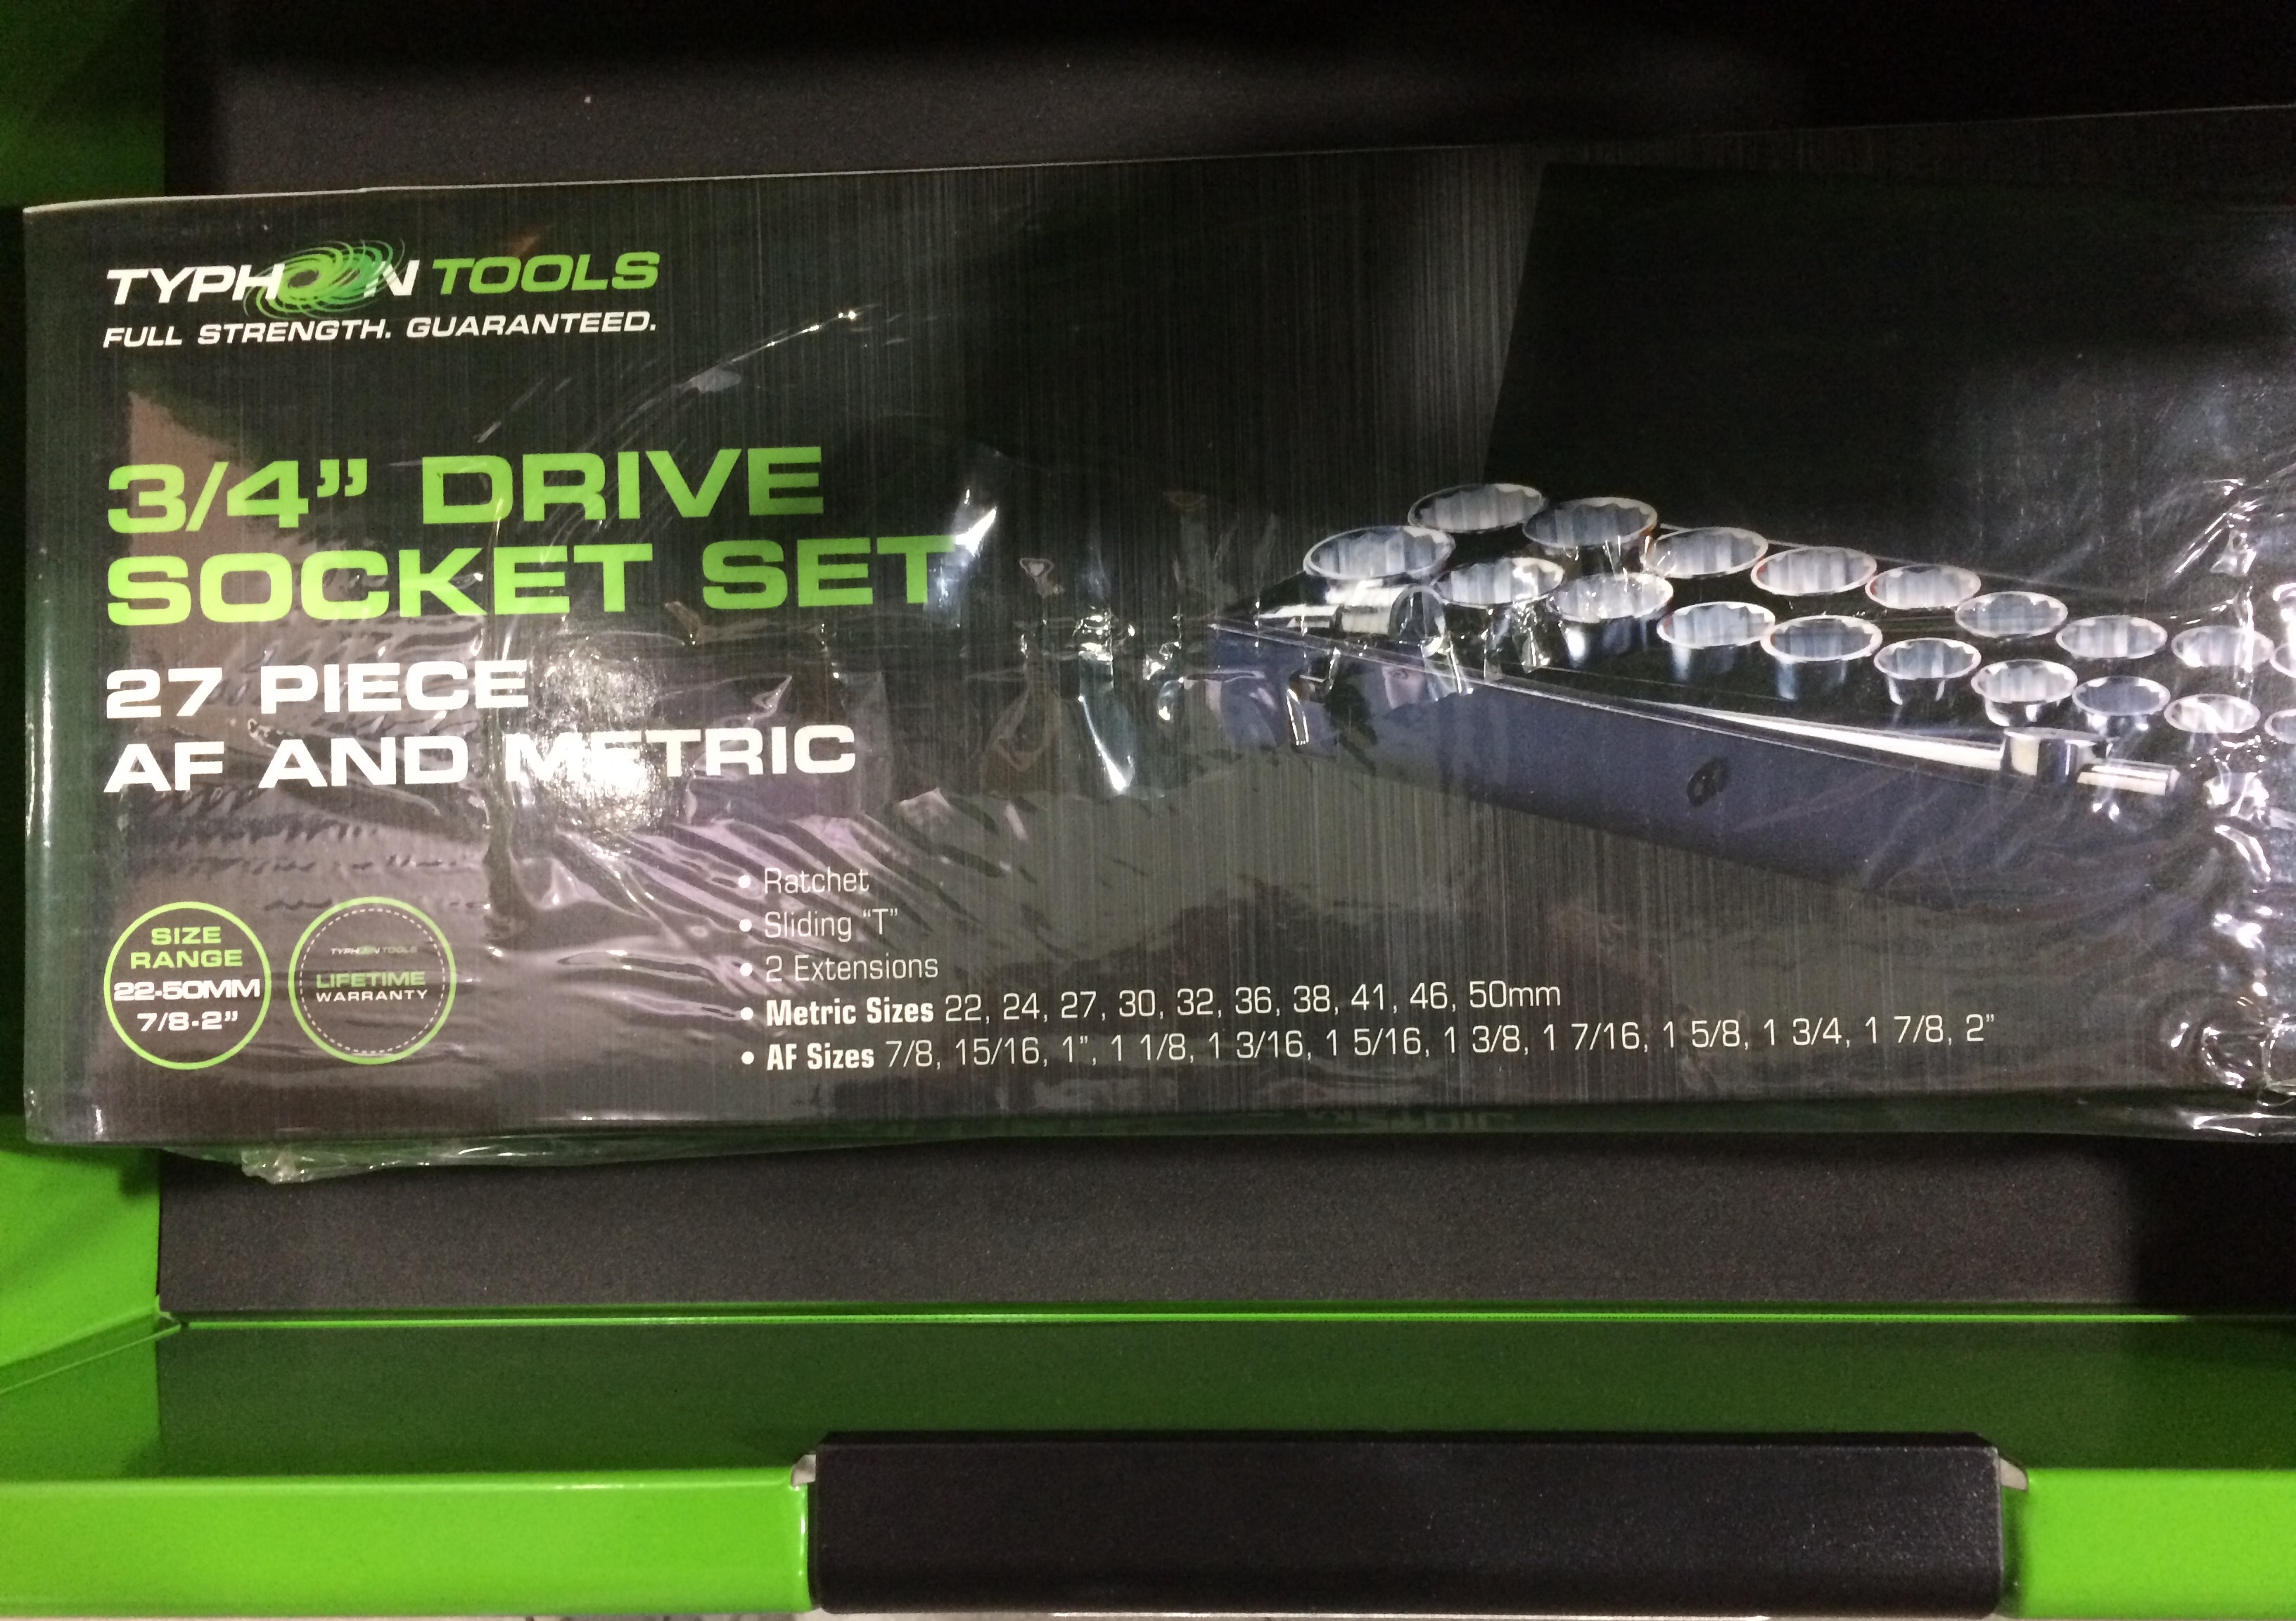 TYPHOON TOOLS
FULL STRENGTH. GUARANTEED.
3/4” DRIVE
SOCKET SET
27 PIECE
AF AND METRIC
SIZE
RANGE
22-50MM
7/8-2”
TYPHOON TOOLS
LIFETIME
WARRANTY
• Ratchet
• Sliding “T”
• 2 Extensions
• Metric Sizes 22, 24, 27, 30, 32, 36, 38, 41, 46, 50mm
• AF Sizes 7/8, 15/16, 1”, 1 1/8, 1 3/16, 1 5/16, 1 3/8, 1 7/16, 1 5/8, 1 3/4, 1 7/8, 2”